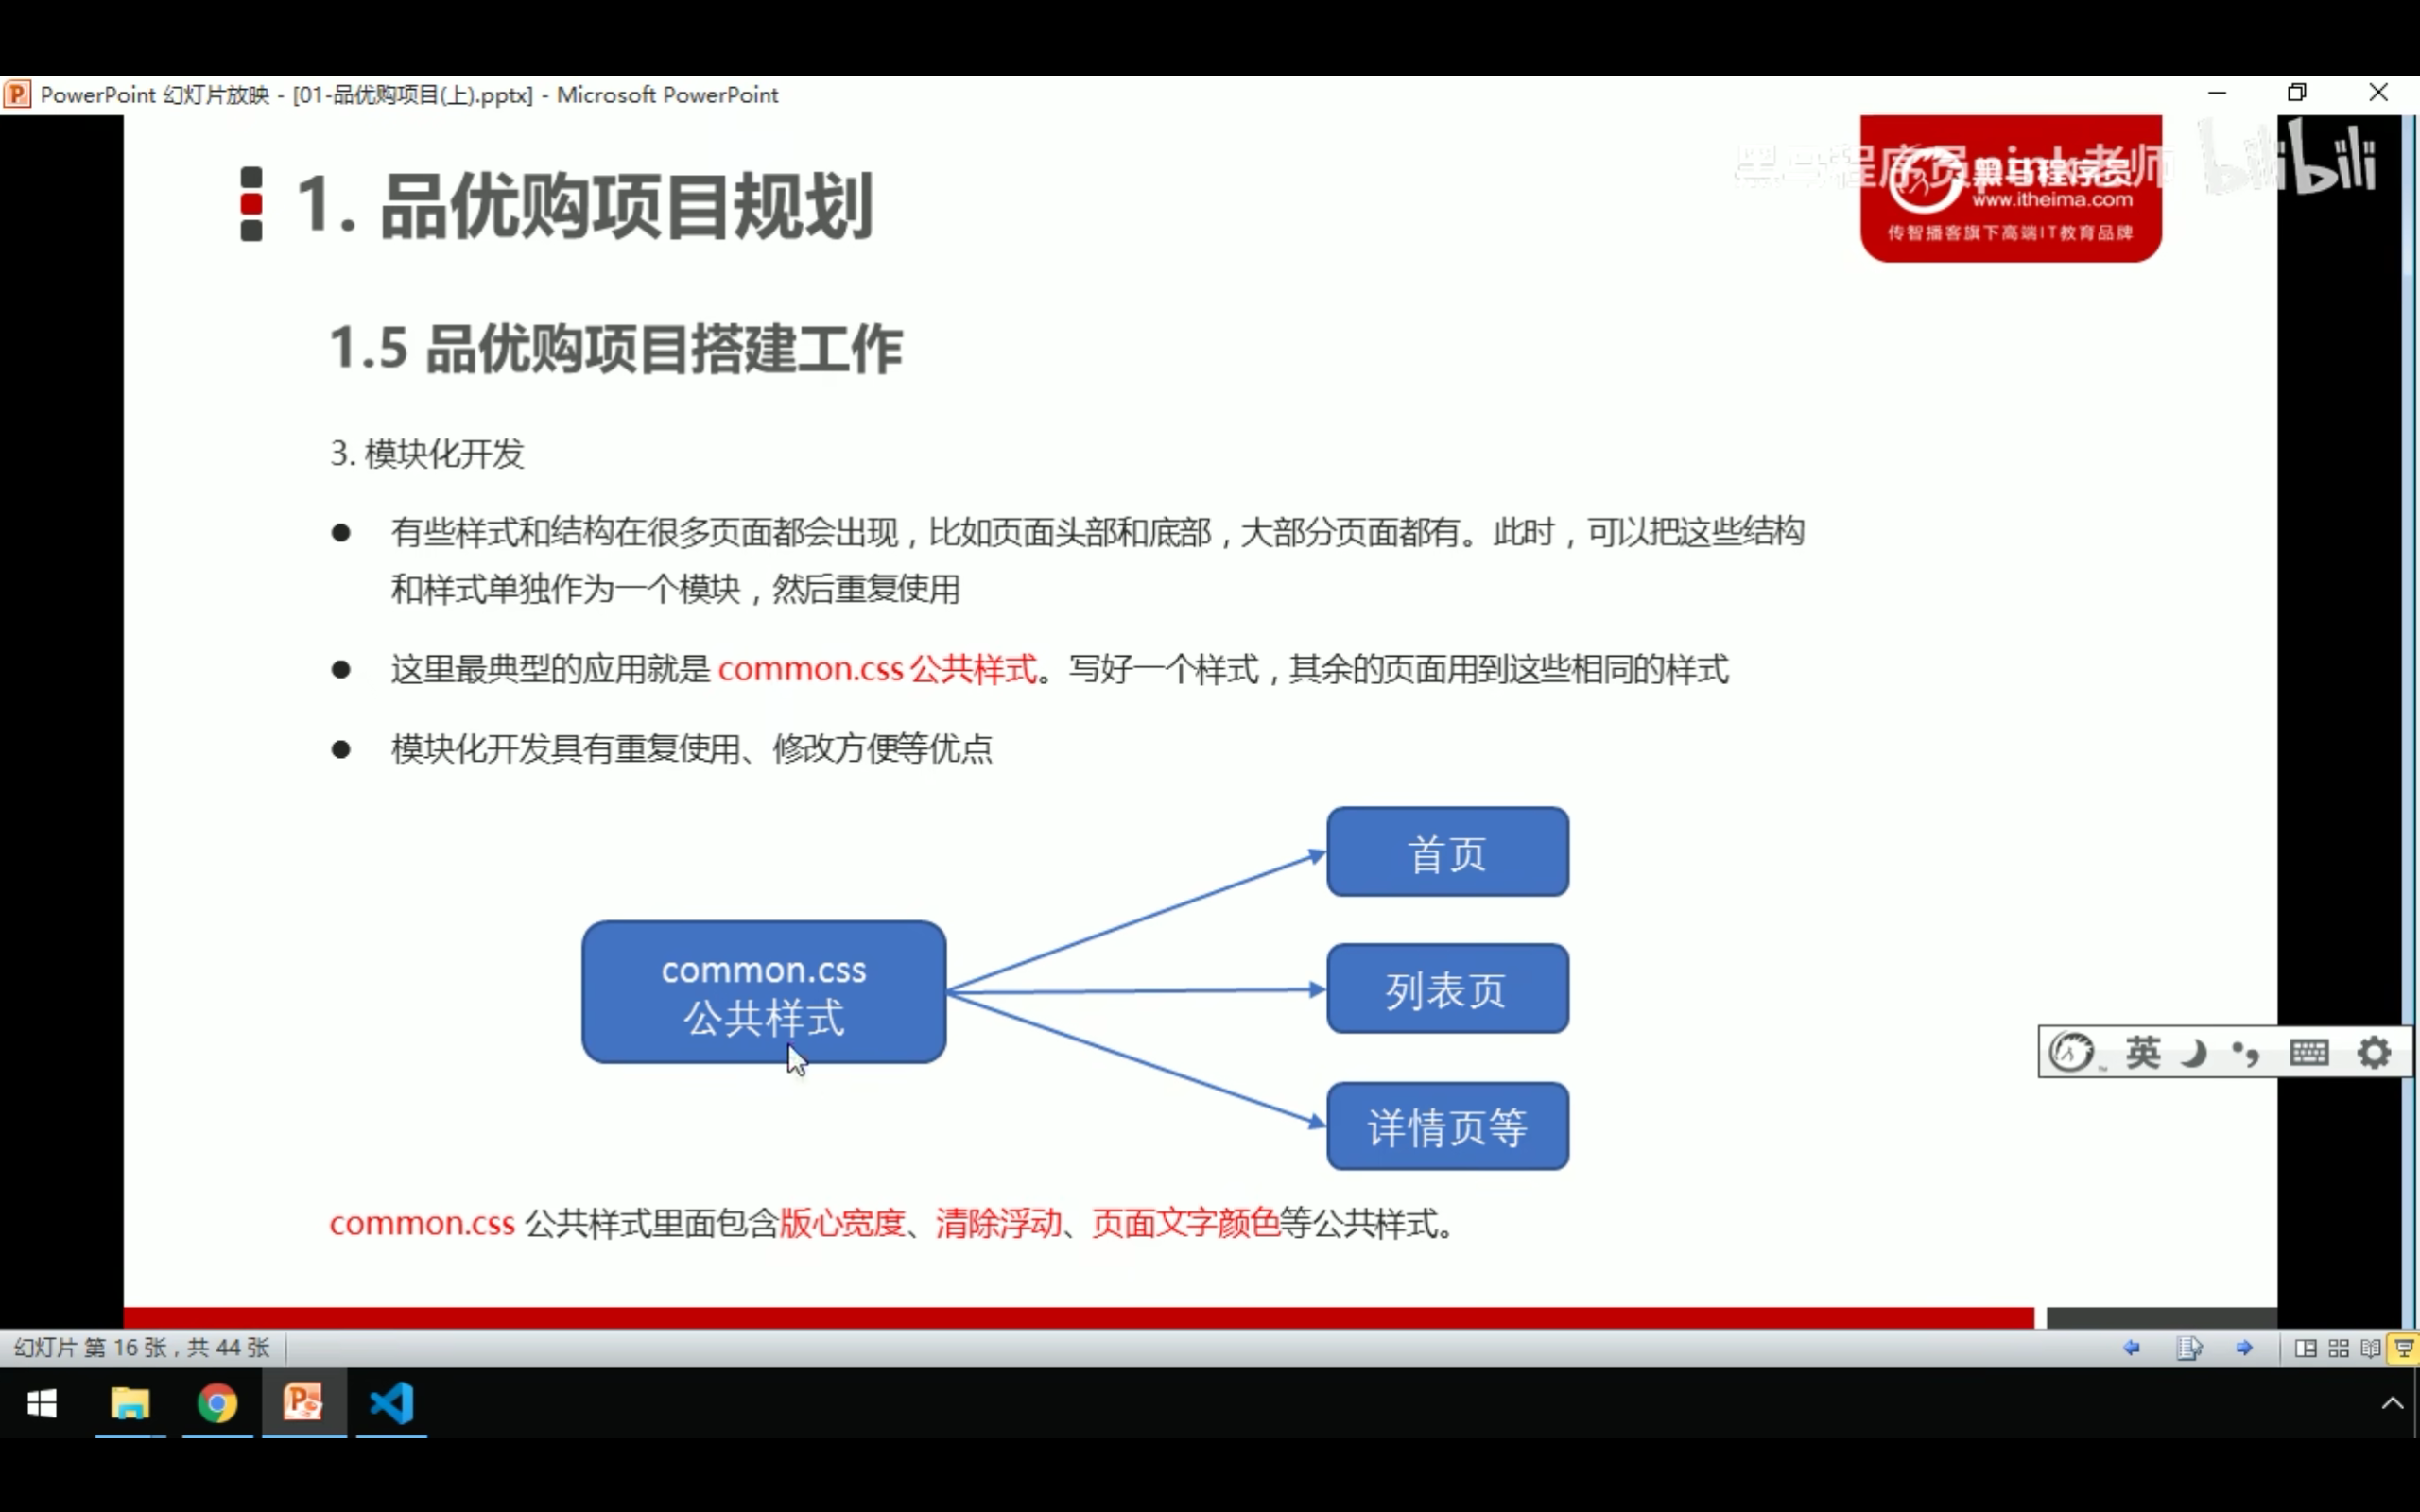 PowerPoint 幻灯片放映 - [01-品优购项目(上).pptx] - Microsoft PowerPoint
黑马程序员pink老师
bilibili
黑马程序员
www.itheima.com
传智播客旗下高端IT教育品牌
1. 品优购项目规划
1.5 品优购项目搭建工作
3. 模块化开发
● 有些样式和结构在很多页面都会出现，比如页面头部和底部，大部分页面都有。此时，可以把这些结构
和样式单独作为一个模块，然后重复使用
● 这里最典型的应用就是 common.css 公共样式。写好一个样式，其余的页面用到这些相同的样式
● 模块化开发具有重复使用、修改方便等优点
首页
common.css
公共样式
列表页
详情页等
英
common.css 公共样式里面包含版心宽度、清除浮动、页面文字颜色等公共样式。
幻灯片 第 16 张，共 44 张